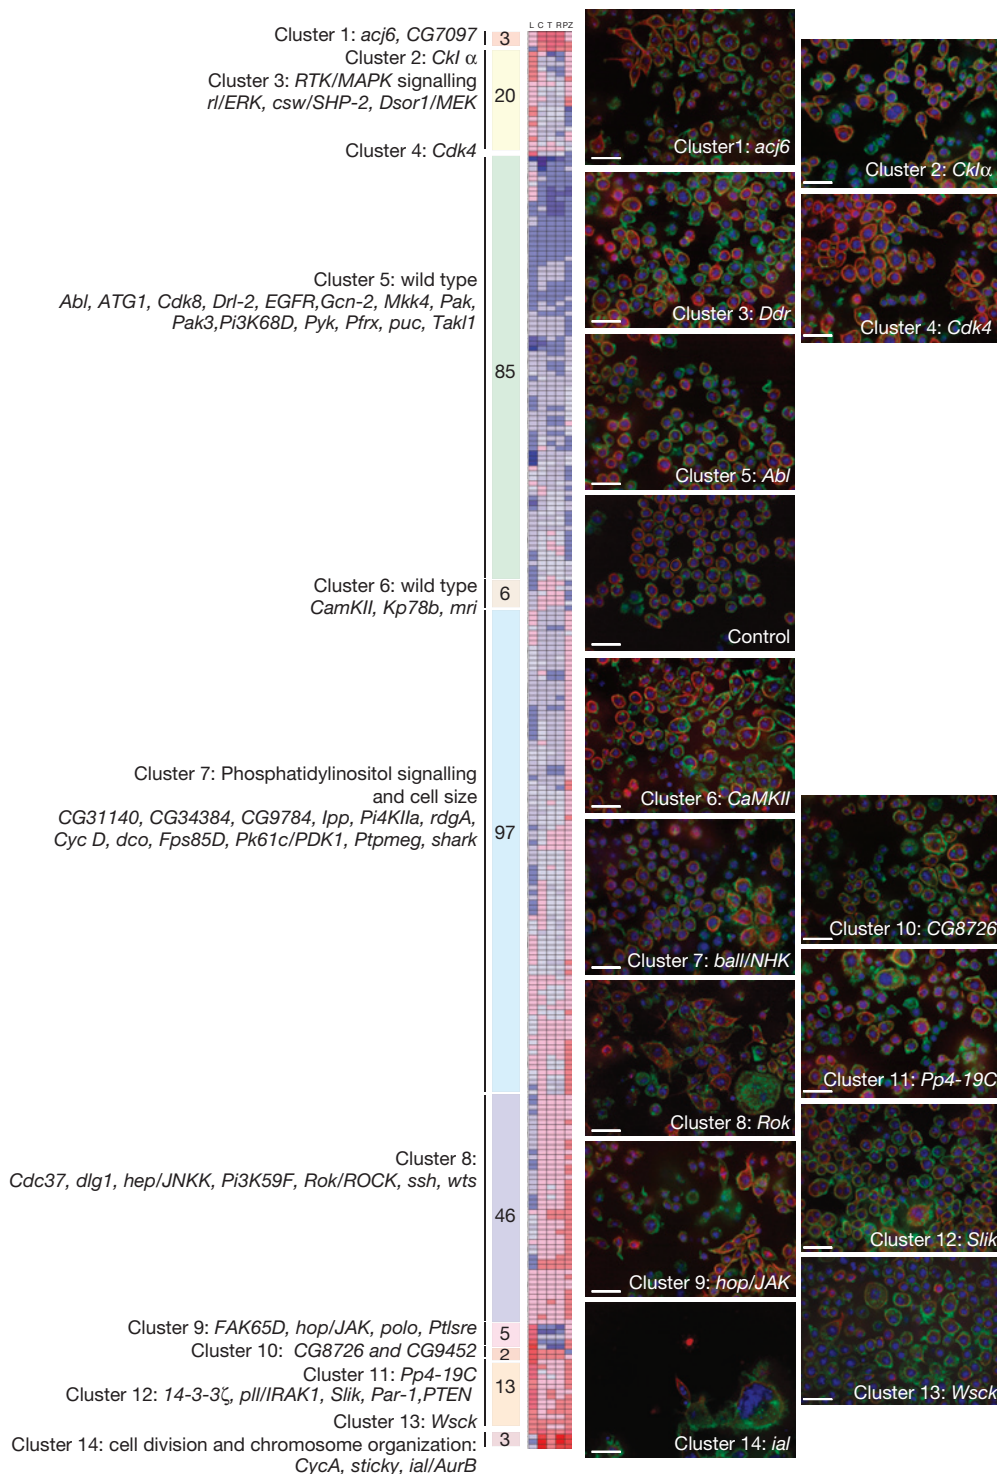 L C T R P Z
Cluster 1: acj6, CG7097
3
Cluster 2: CkI α
Cluster 3: RTK/MAPK signalling
rl/ERK, csw/SHP-2, Dsor1/MEK
20
Cluster 4: Cdk4
Cluster 5: wild type
Abl, ATG1, Cdk8, Drl-2, EGFR,Gcn-2, Mkk4, Pak,
Pak3,Pi3K68D, Pyk, Pfrx, puc, Takl1
85
Cluster 6: wild type
CamKII, Kp78b, mri
6
Cluster 7: Phosphatidylinositol signalling
and cell size
CG31140, CG34384, CG9784, Ipp, Pi4KIIa, rdgA,
Cyc D, dco, Fps85D, Pk61c/PDK1, Ptpmeg, shark
97
Cluster 8:
Cdc37, dlg1, hep/JNKK, Pi3K59F, Rok/ROCK, ssh, wts
46
Cluster 9: FAK65D, hop/JAK, polo, Ptlsre
5
Cluster 10: CG8726 and CG9452
2
Cluster 11: Pp4-19C
Cluster 12: 14-3-3ζ, pll/IRAK1, Slik, Par-1,PTEN
13
Cluster 13: Wsck
Cluster 14: cell division and chromosome organization:
CycA, sticky, ial/AurB
3
Cluster1: acj6
Cluster 2: CkIα
Cluster 3: Ddr
Cluster 4: Cdk4
Cluster 5: Abl
Control
Cluster 6: CaMKII
Cluster 7: ball/NHK
Cluster 8: Rok
Cluster 9: hop/JAK
Cluster 14: ial
Cluster 10: CG8726
Cluster 11: Pp4-19C
Cluster 12: Slik
Cluster 13: Wsck